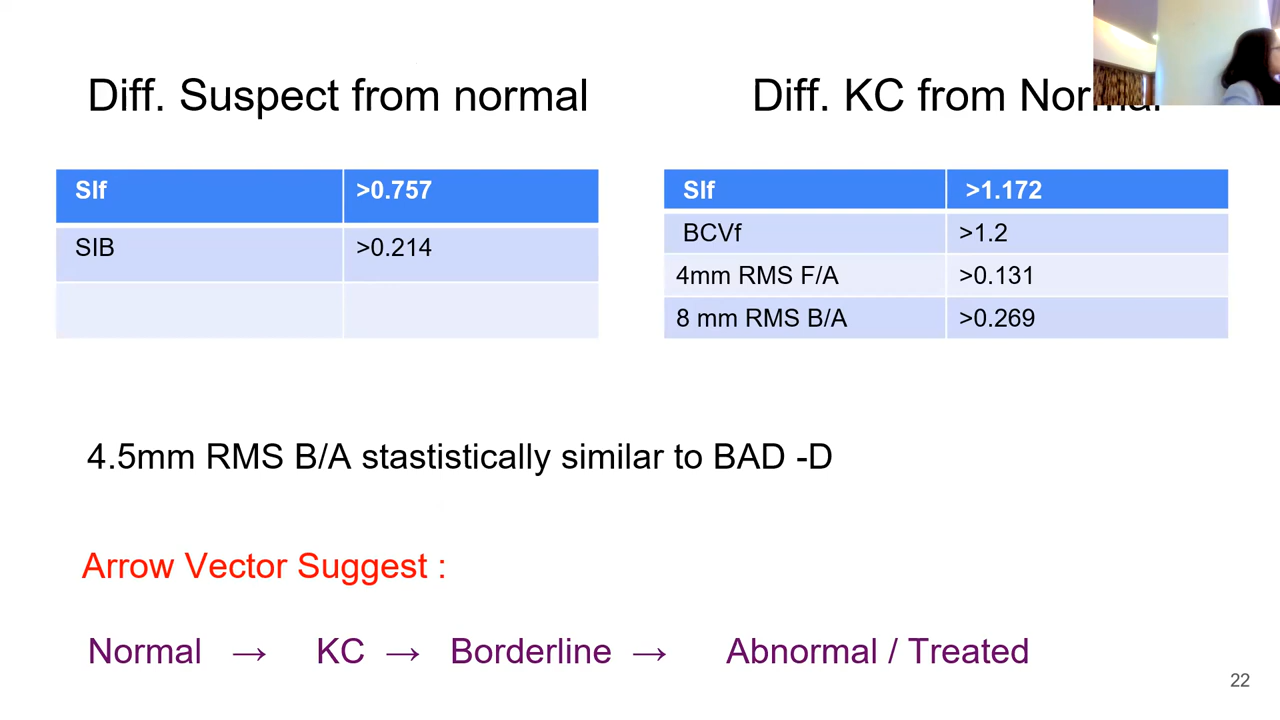 Diff. Suspect from normal
SIf >0.757
SIB >0.214
Diff. KC from Normal
SIf >1.172
BCVf >1.2
4mm RMS F/A >0.131
8 mm RMS B/A >0.269
4.5mm RMS B/A stastistically similar to BAD -D
Arrow Vector Suggest :
Normal → KC → Borderline → Abnormal / Treated
22